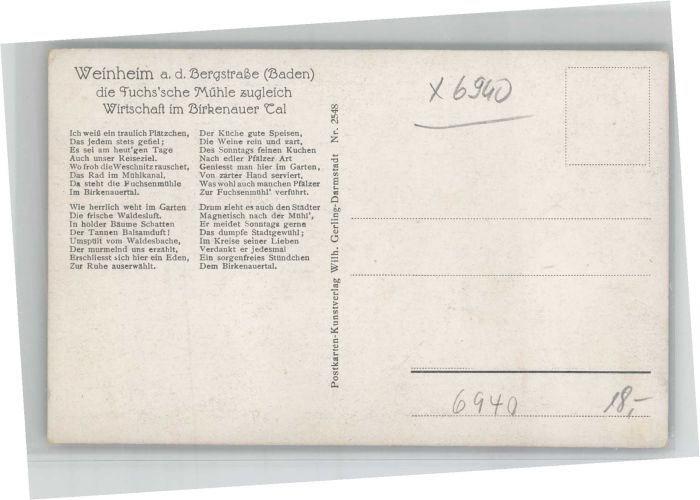 Weinheim a. d. Bergstraße (Baden)
die Fuchs'sche Mühle zugleich
Wirtschaft im Birkenauer Tal
Ich weiß ein traulich Plätzchen,
Das jedem stets gefiel;
Es sei am heut'gen Tage
Auch unser Reiseziel.
Wo froh die Weschnitz rauschet,
Das Rad im Mühlkanal,
Da steht die Fuchsenmühle
Im Birkenauertal.
Wie herrlich weht im Garten
Die frische Waldesluft.
In holder Bäume Schatten
Der Tannen Balsamduft!
Umspült vom Waldesbache,
Der murmelnd uns erzählt,
Erschliesst sich hier ein Eden,
Zur Ruhe auserwählt.
Der Küche gute Speisen,
Die Weine rein und zart,
Des Sonntags feinen Kuchen
Nach edler Pfälzer Art
Geniesst man hier im Garten,
Von zarter Hand serviert,
Was wohl auch manchen Pfälzer
Zur Fuchsenmühl' verführt.
Drum zieht es auch den Städter
Magnetisch nach der Mühl',
Er meidet Sonntags gerne
Das dumpfe Stadtgewühl;
Im Kreise seiner Lieben
Verdankt er jedesmal
Ein sorgenfreies Stündchen
Dem Birkenauertal.
Postkarten-Kunstverlag Wilh. Gerling-Darmstadt Nr. 2548
X 6940
6940
18,-